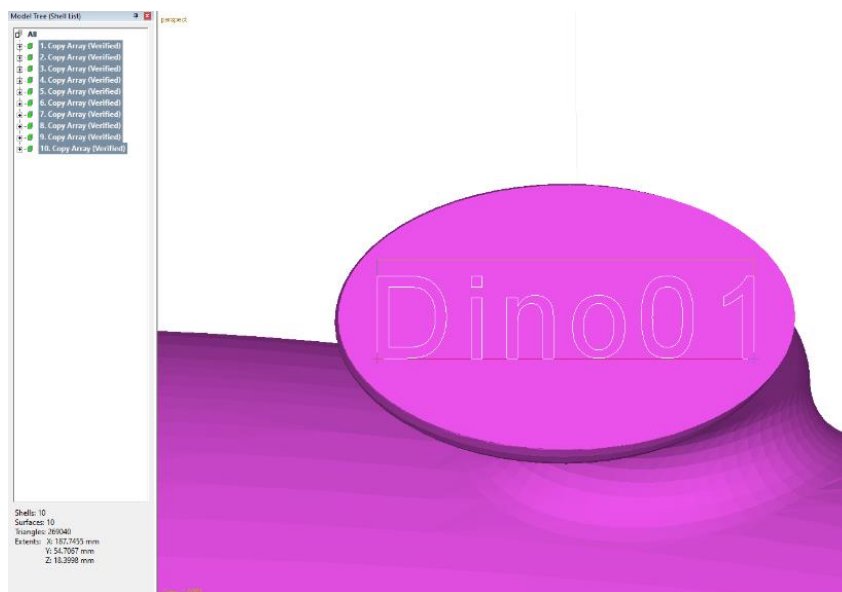 Model Tree (Shell List)
perspect
All
1. Copy Array (Verified)
2. Copy Array (Verified)
3. Copy Array (Verified)
4. Copy Array (Verified)
5. Copy Array (Verified)
6. Copy Array (Verified)
7. Copy Array (Verified)
8. Copy Array (Verified)
9. Copy Array (Verified)
10. Copy Array (Verified)
Dino01
Shells: 10
Surfaces: 10
Triangles: 269040
Extents: X: 187.7455 mm
Y: 54.7067 mm
Z: 18.3998 mm